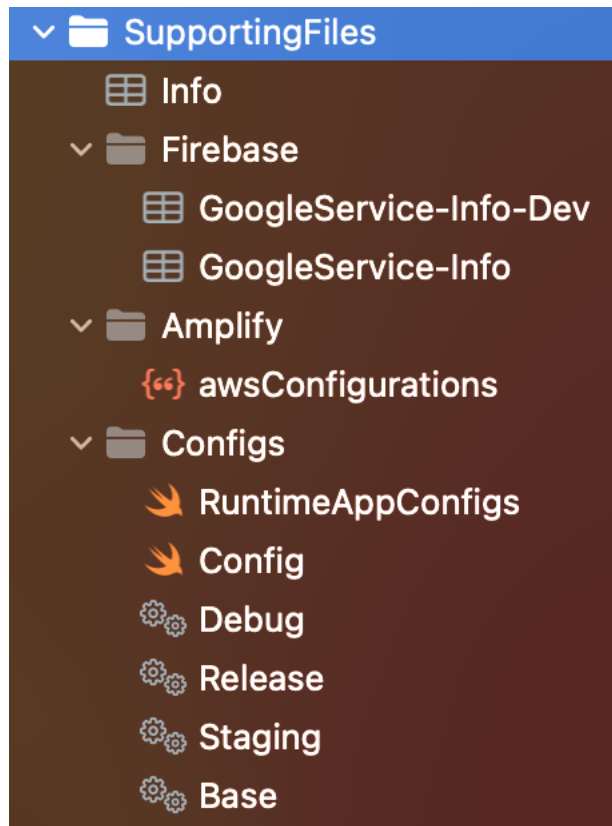 SupportingFiles
Info
Firebase
GoogleService-Info-Dev
GoogleService-Info
Amplify
{““} awsConfigurations
Configs
RuntimeAppConfigs
Config
Debug
Release
Staging
Base